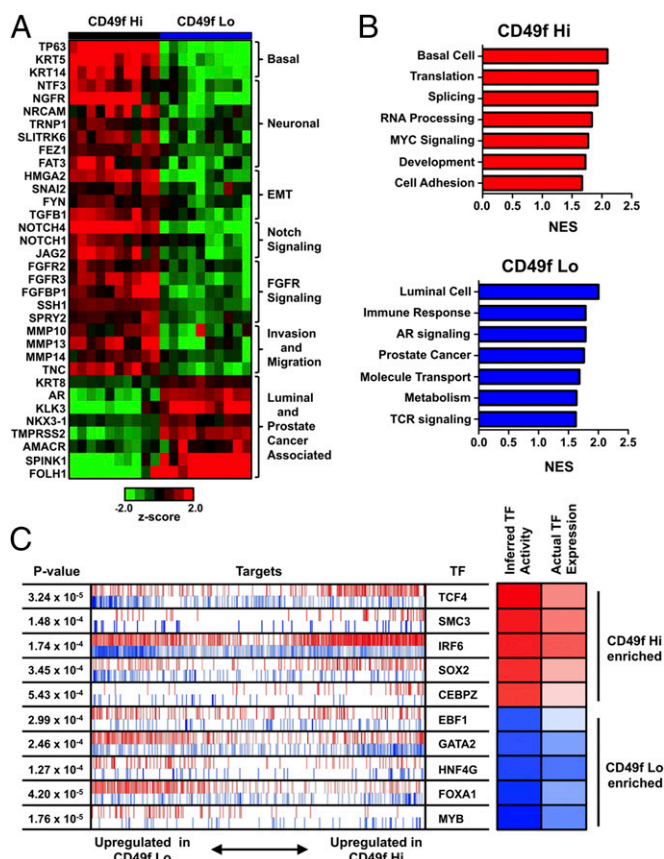 A
CD49f Hi CD49f Lo
TP63
KRT5
KRT14
NTF3
NGFR
NRCAM
TRNP1
SLITRK6
FEZ1
FAT3
HMGA2
SNAI2
FYN
TGFB1
NOTCH4
NOTCH1
JAG2
FGFR2
FGFR3
FGFBP1
SSH1
SPRY2
MMP10
MMP13
MMP14
TNC
KRT8
AR
KLK3
NKX3-1
TMPRSS2
AMACR
SPINK1
FOLH1
Basal
Neuronal
EMT
Notch
Signaling
FGFR
Signaling
Invasion
and
Migration
Luminal
and
Prostate
Cancer
Associated
-2.0 2.0
z-score
B
CD49f Hi
Basal Cell
Translation
Splicing
RNA Processing
MYC Signaling
Development
Cell Adhesion
0.0 0.5 1.0 1.5 2.0 2.5
NES
CD49f Lo
Luminal Cell
Immune Response
AR signaling
Prostate Cancer
Molecule Transport
Metabolism
TCR signaling
0.0 0.5 1.0 1.5 2.0 2.5
NES
C
P-value Targets TF Inferred TF Activity Actual TF Expression
3.24 x 10-5 TCF4
1.48 x 10-4 SMC3
1.74 x 10-4 IRF6
3.45 x 10-5 SOX2
5.43 x 10-4 CEBPZ
2.99 x 10-4 EBF1
2.46 x 10-4 GATA2
1.27 x 10-4 HNF4G
4.20 x 10-5 FOXA1
1.76 x 10-5 MYB
CD49f Hi
enriched
CD49f Lo
enriched
Upregulated in Upregulated in
CD49f Lo CD49f Hi